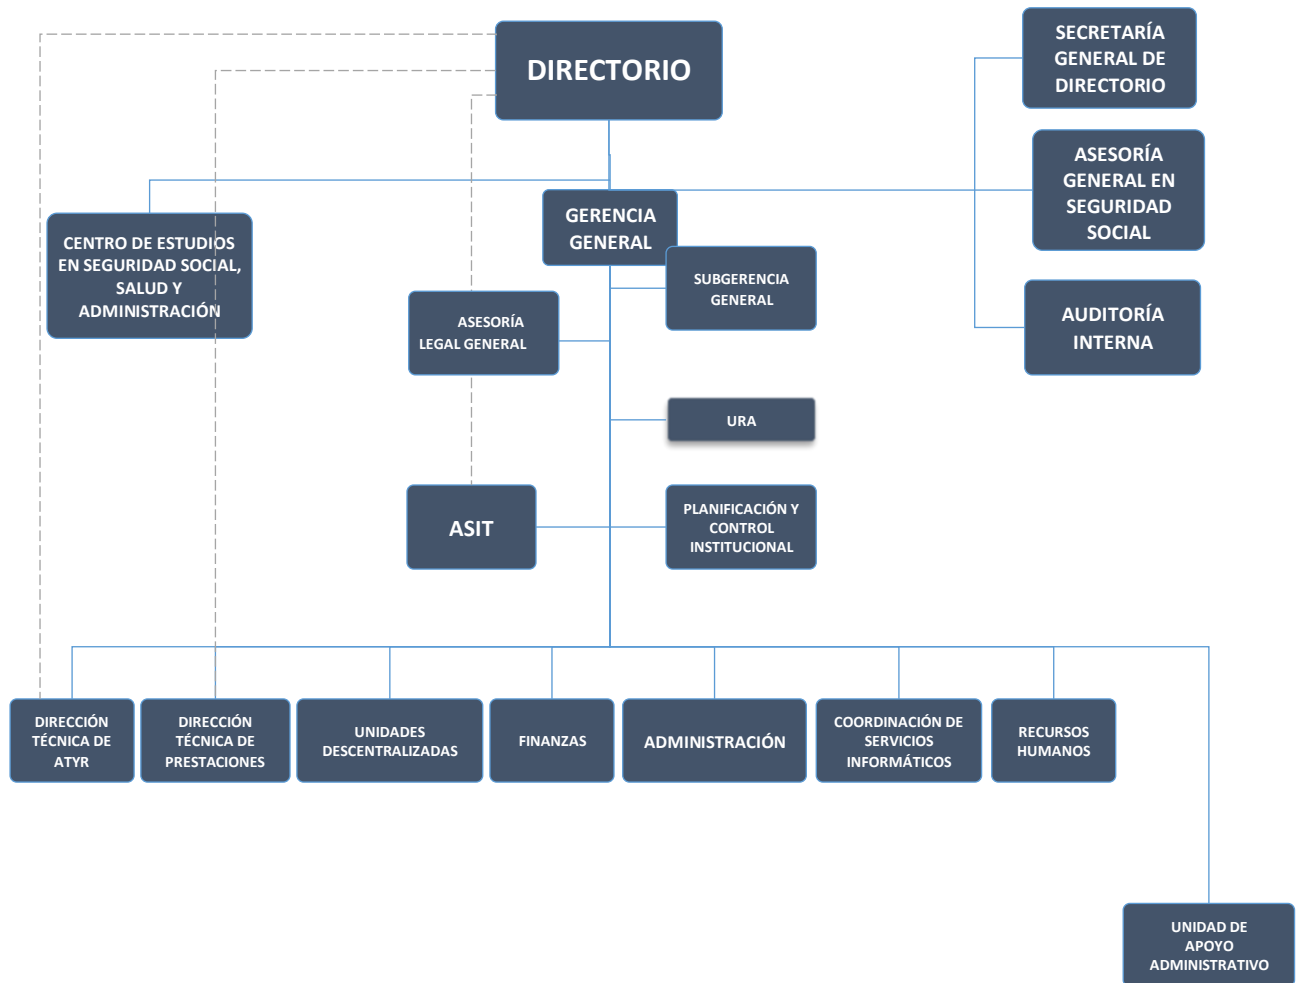 DIRECTORIO
SECRETARÍA
GENERAL DE
DIRECTORIO
ASESORÍA
GENERAL EN
SEGURIDAD
SOCIAL
AUDITORÍA
INTERNA
CENTRO DE ESTUDIOS
EN SEGURIDAD SOCIAL,
SALUD Y
ADMINISTRACIÓN
GERENCIA
GENERAL
SUBGERENCIA
GENERAL
ASESORÍA
LEGAL GENERAL
URA
ASIT
PLANIFICACIÓN Y
CONTROL
INSTITUCIONAL
DIRECCIÓN
TÉCNICA DE
ATYR
DIRECCIÓN
TÉCNICA DE
PRESTACIONES
UNIDADES
DESCENTRALIZADAS
FINANZAS
ADMINISTRACIÓN
COORDINACIÓN DE
SERVICIOS
INFORMÁTICOS
RECURSOS
HUMANOS
UNIDAD DE
APOYO
ADMINISTRATIVO